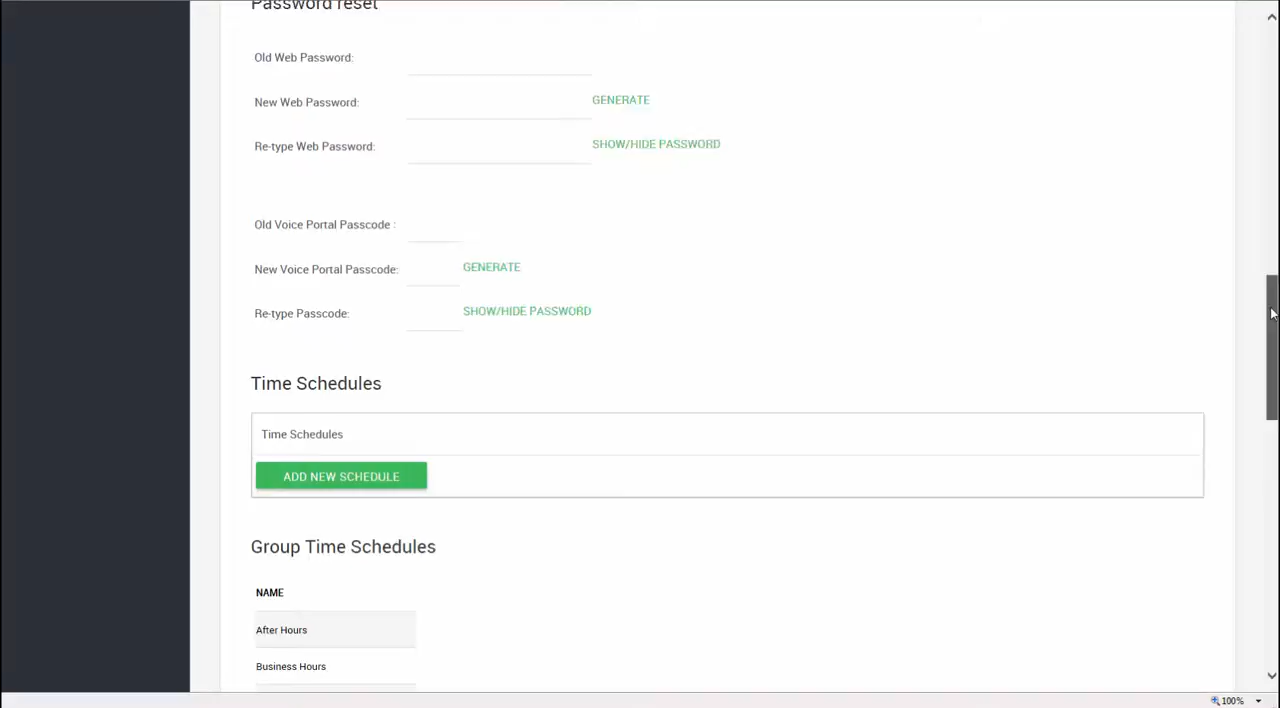 Password reset
Old Web Password:
New Web Password:
GENERATE
Re-type Web Password:
SHOW/HIDE PASSWORD
Old Voice Portal Passcode :
New Voice Portal Passcode:
GENERATE
Re-type Passcode:
SHOW/HIDE PASSWORD
Time Schedules
Time Schedules
ADD NEW SCHEDULE
Group Time Schedules
NAME
After Hours
Business Hours
100%